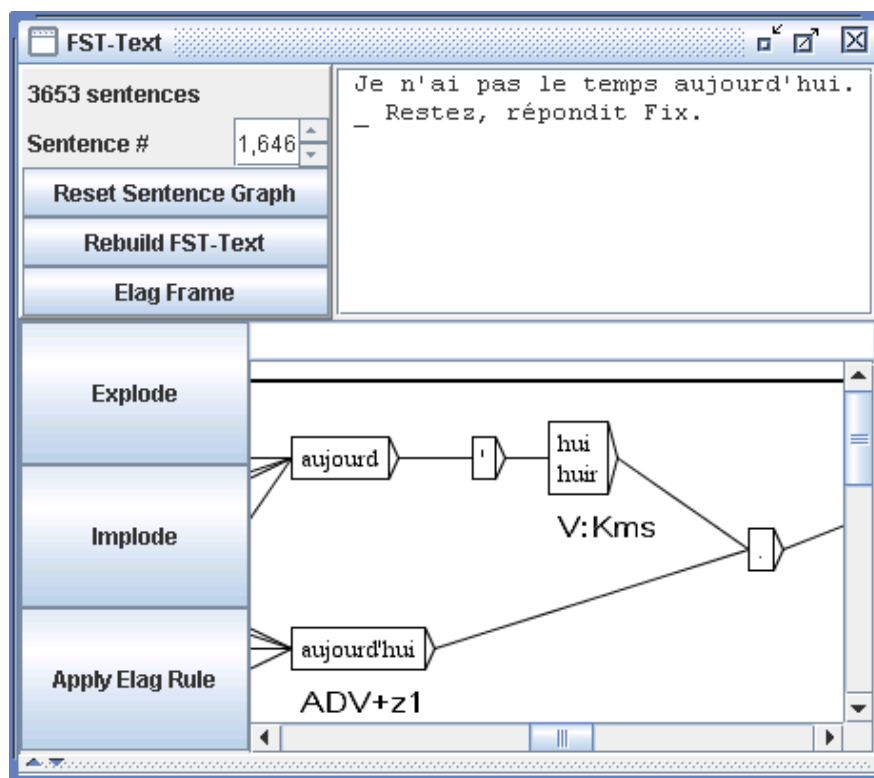 FST-Text
3653 sentences
Sentence # 1,646
Reset Sentence Graph
Rebuild FST-Text
Elag Frame
Je n'ai pas le temps aujourd'hui.
_ Restez, répondit Fix.
Explode
Implode
Apply Elag Rule
aujourd
'
hui
huir
V:Kms
.
aujourd'hui
ADV+z1